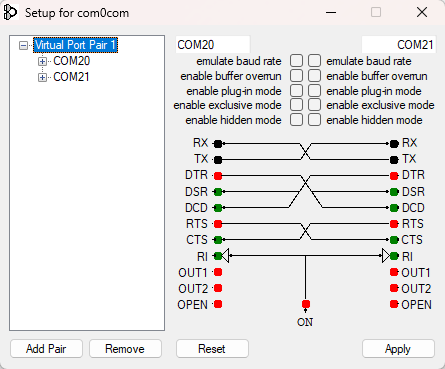 Setup for com0com
Virtual Port Pair 1
COM20
COM21
COM20 COM21
emulate baud rate emulate baud rate
enable buffer overrun enable buffer overrun
enable plug-in mode enable plug-in mode
enable exclusive mode enable exclusive mode
enable hidden mode enable hidden mode
RX RX
TX TX
DTR DTR
DSR DSR
DCD DCD
RTS RTS
CTS CTS
RI RI
OUT1 OUT1
OUT2 OUT2
OPEN OPEN
ON
Add Pair Remove Reset Apply